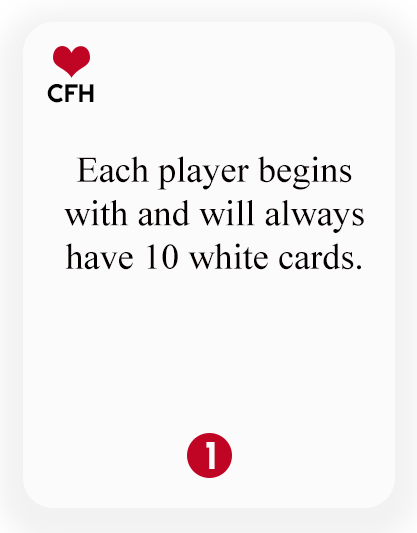 CFH
Each player begins
with and will always
have 10 white cards.
1